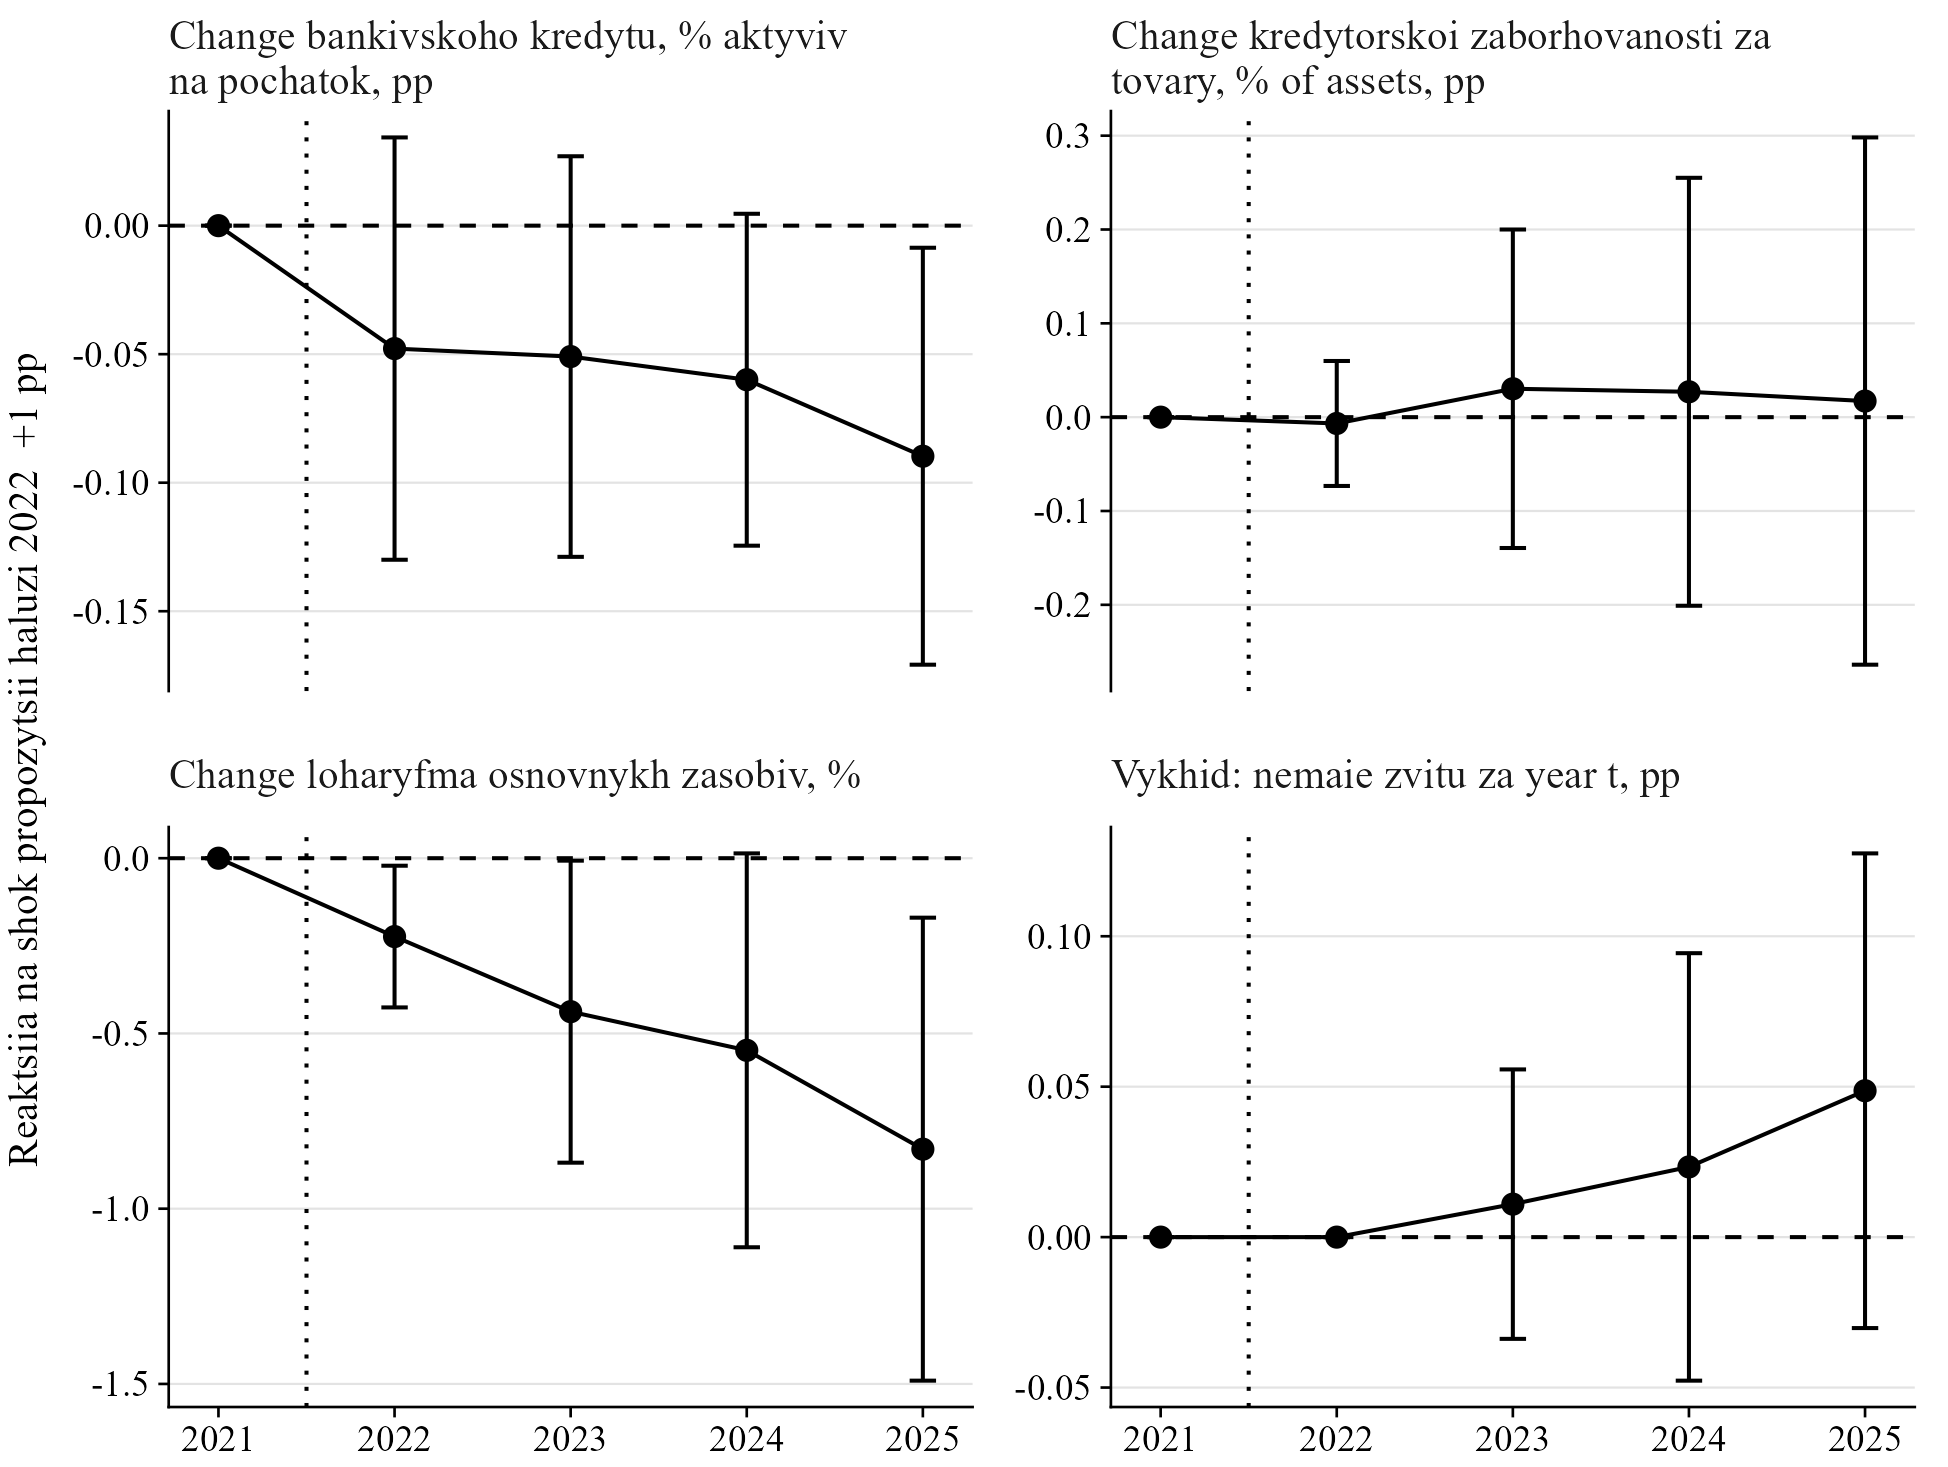 Change bankivskoho kredytu, % aktyviv
na pochatok, pp
0.00
-0.05
-0.10
-0.15
Change kredytorskoi zaborhovanosti za
tovary, % of assets, pp
0.3
0.2
0.1
0.0
-0.1
-0.2
Reaktsiia na shok propozytsii haluzi 2022 +1 pp
Change loharyfma osnovnykh zasobiv, %
0.0
-0.5
-1.0
-1.5
2021 2022 2023 2024 2025
Vykhid: nemaie zvitu za year t, pp
0.10
0.05
0.00
-0.05
2021 2022 2023 2024 2025